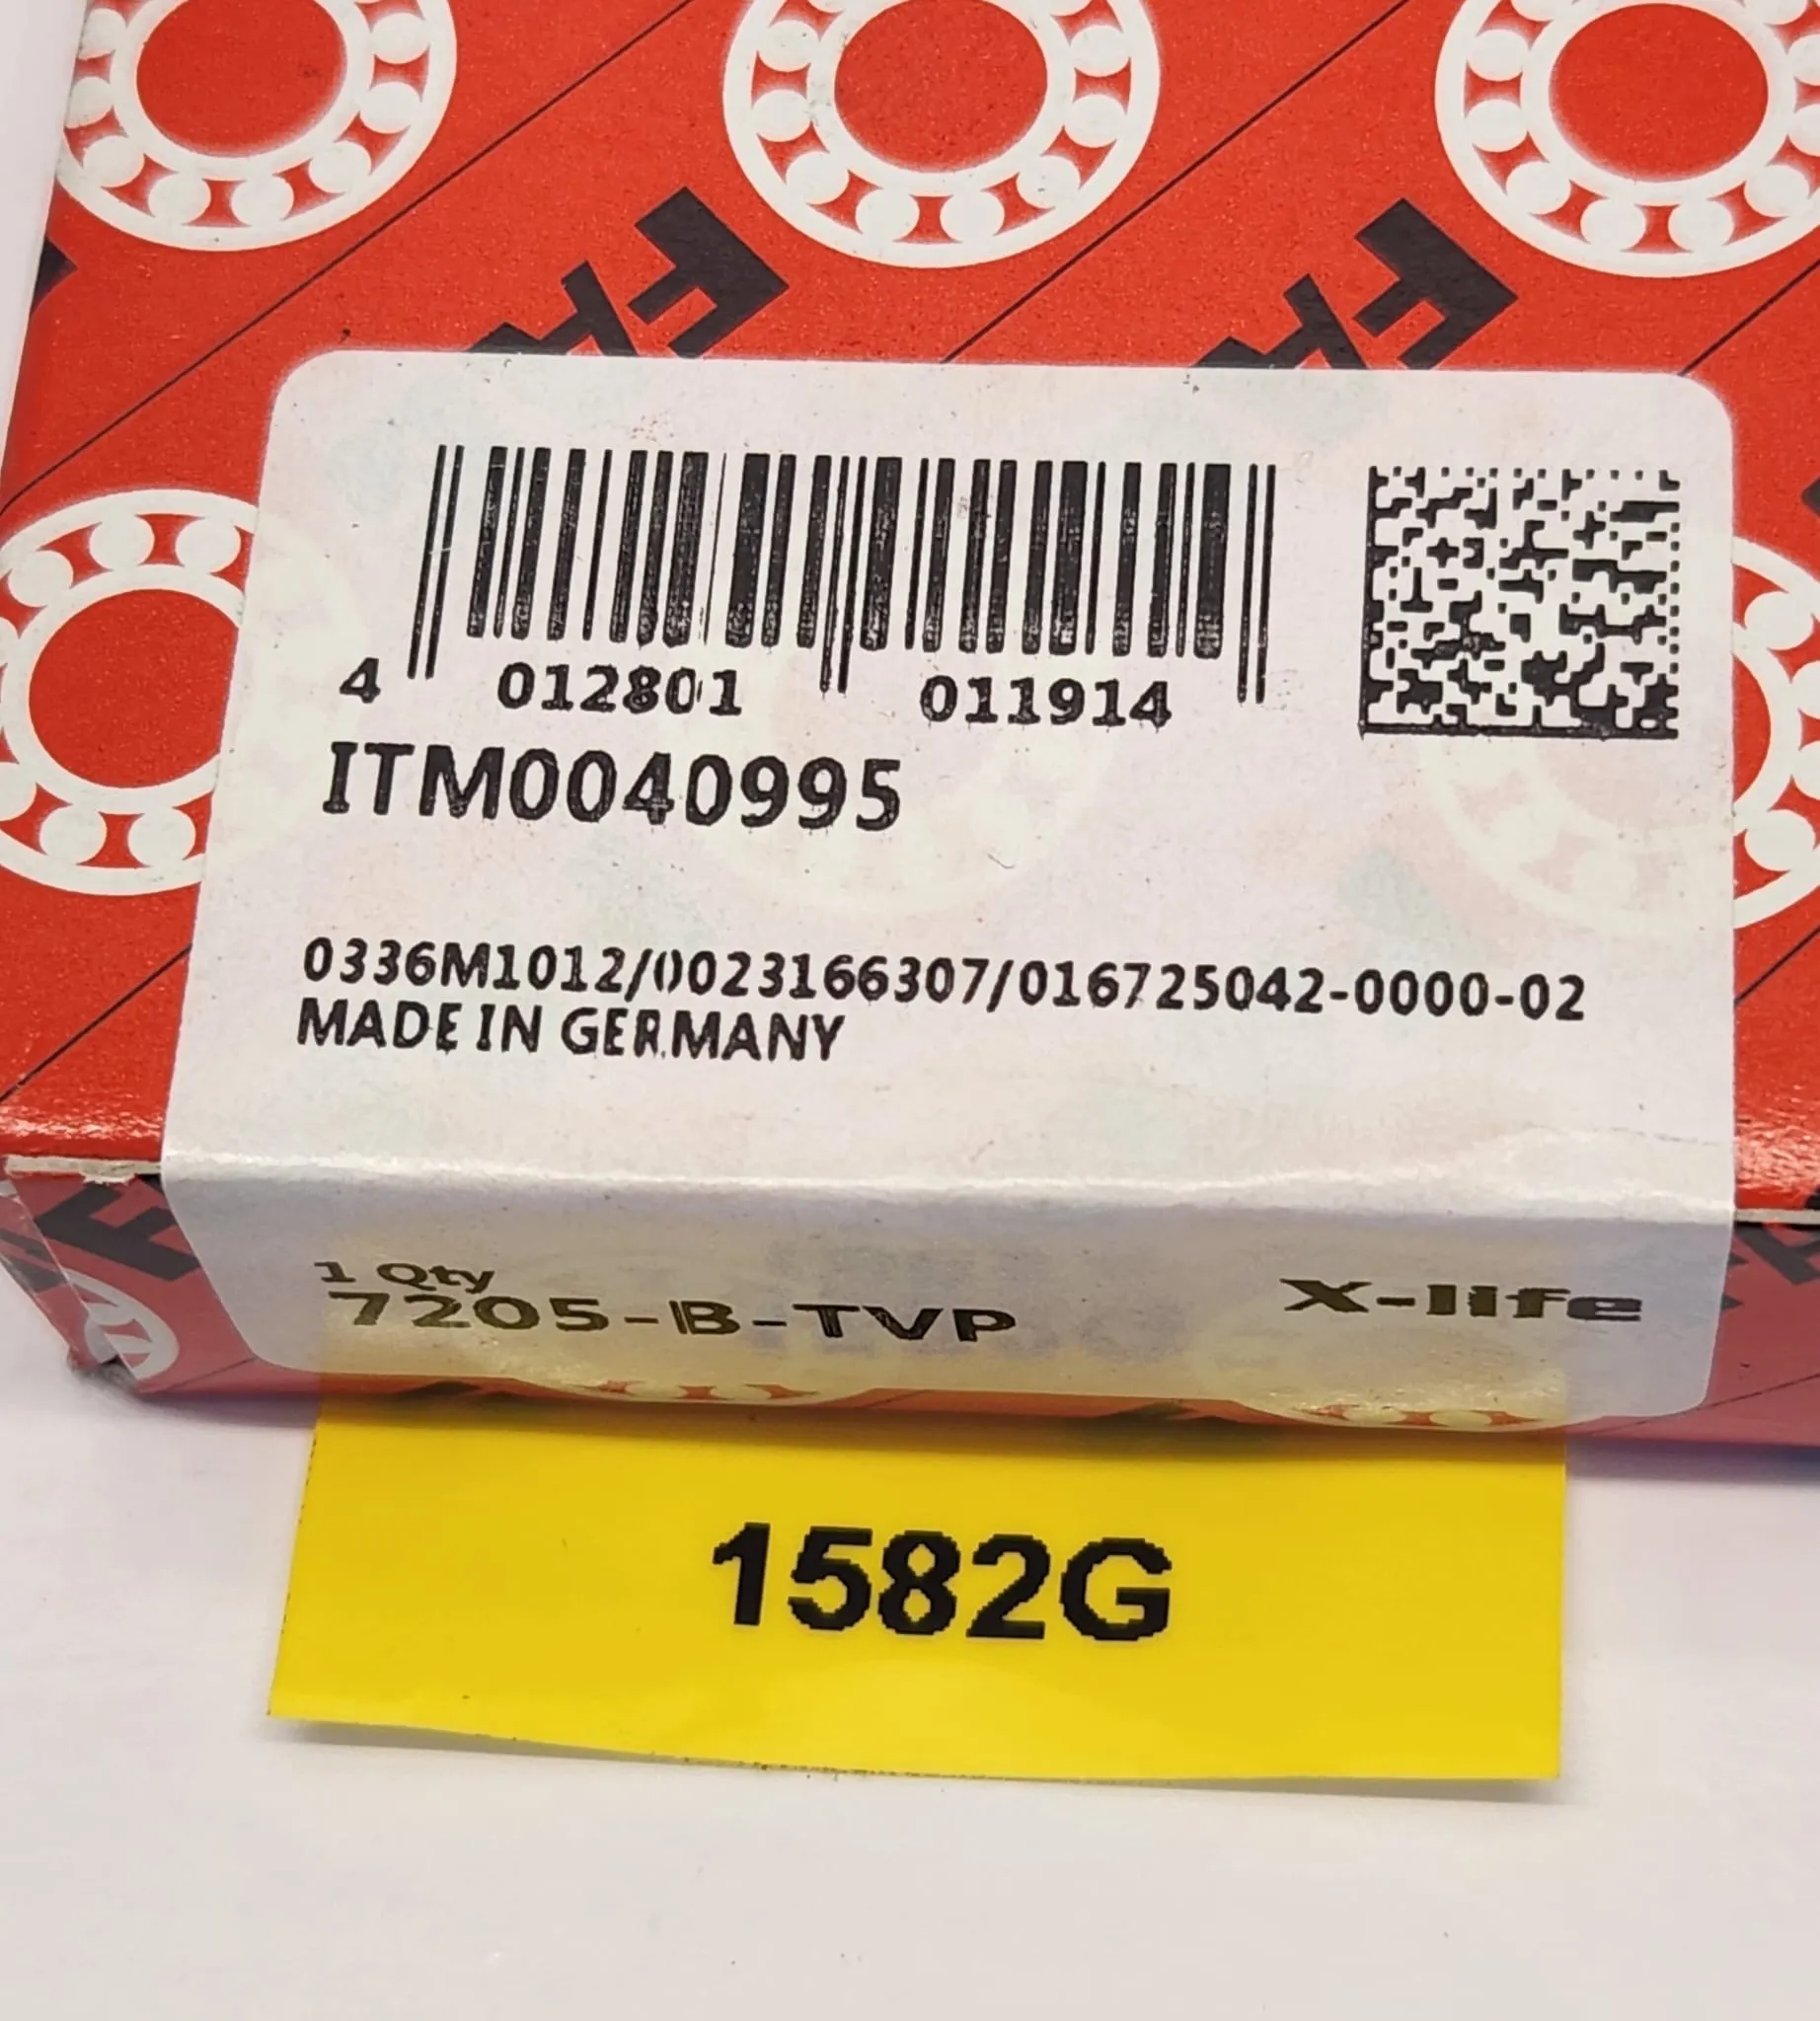 4 012801 011914
ITM0040995
0336M1012/0023166307/016725042-0000-02
MADE IN GERMANY
1 Qty
7205-B-TVP X-life
1582G